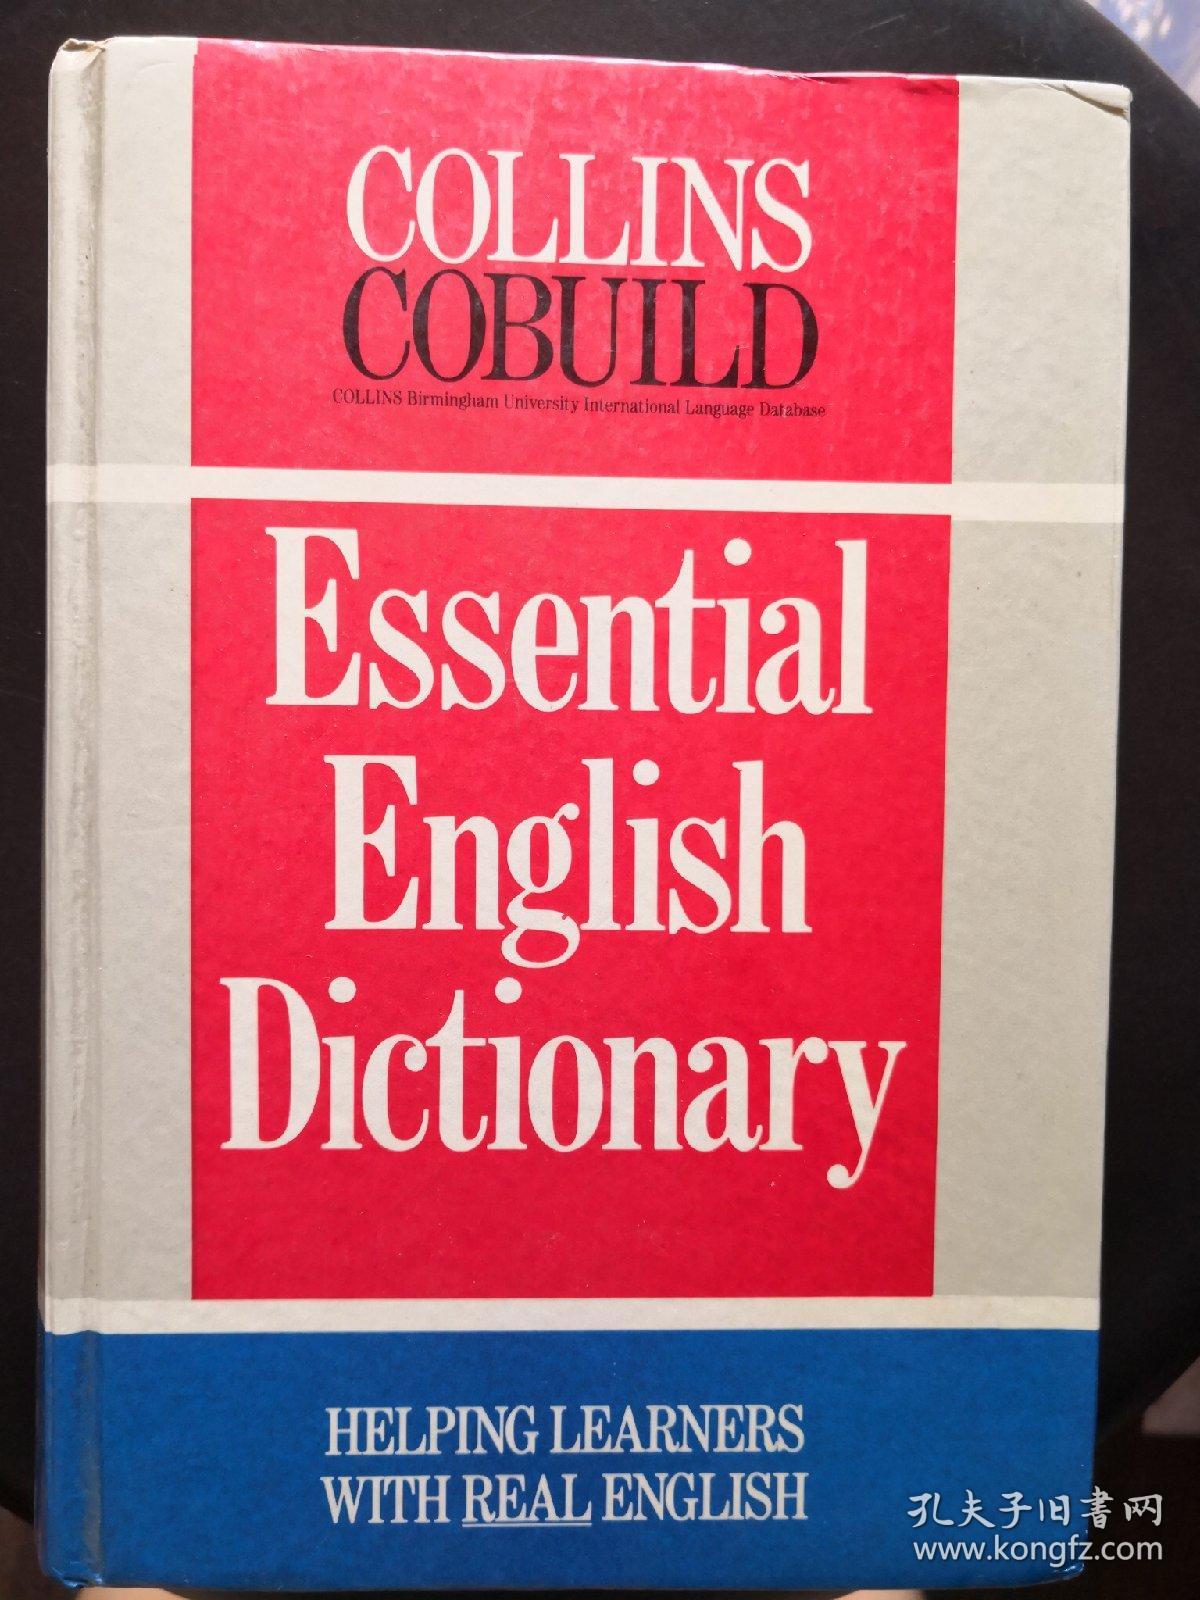 COLLINS
COBUILD
COLLINS Birmingham University International Language Database
Essential
English
Dictionary
HELPING LEARNERS
WITH REAL ENGLISH
孔夫子旧书网
www.kongfz.com